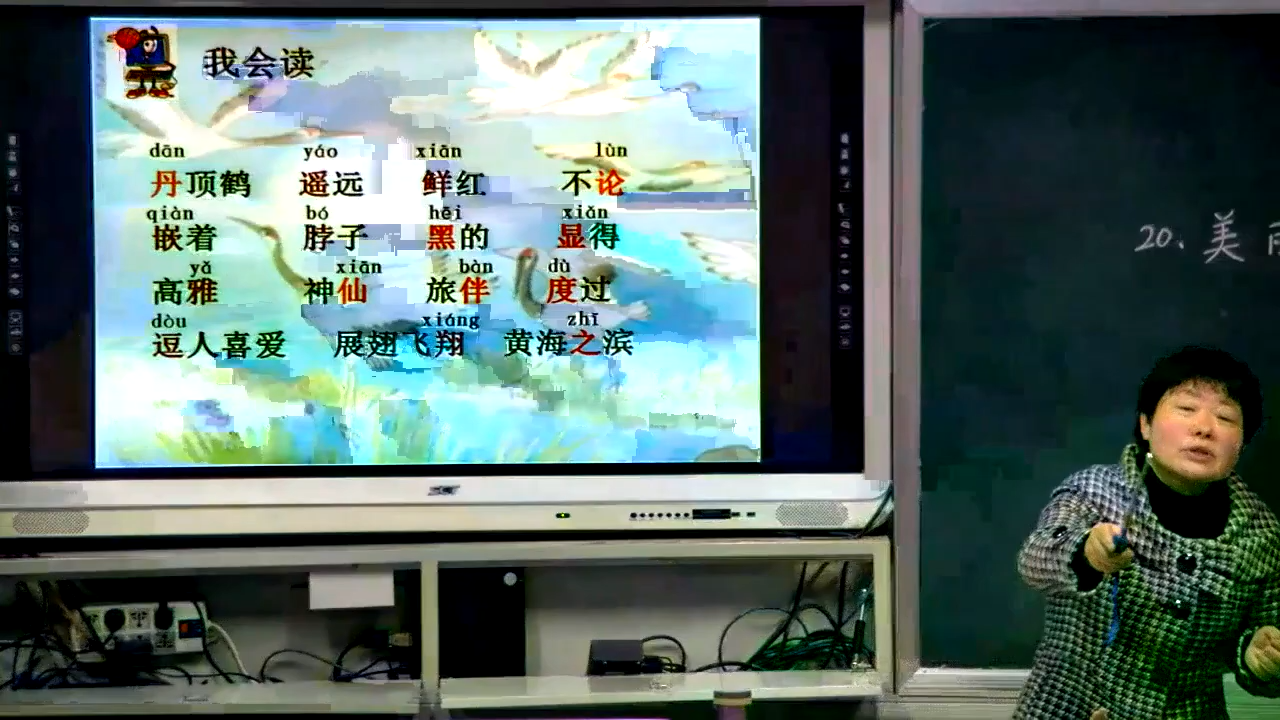 我会读
dān yáo xiān lùn
丹顶鹤 遥远 鲜红 不论
qiàn bó hēi xiǎn
嵌着 脖子 黑的 显得
yǎ xiān bàn dù
高雅 神仙 旅伴 度过
dòu xiáng zhī
逗人喜爱 展翅飞翔 黄海之滨
20、美